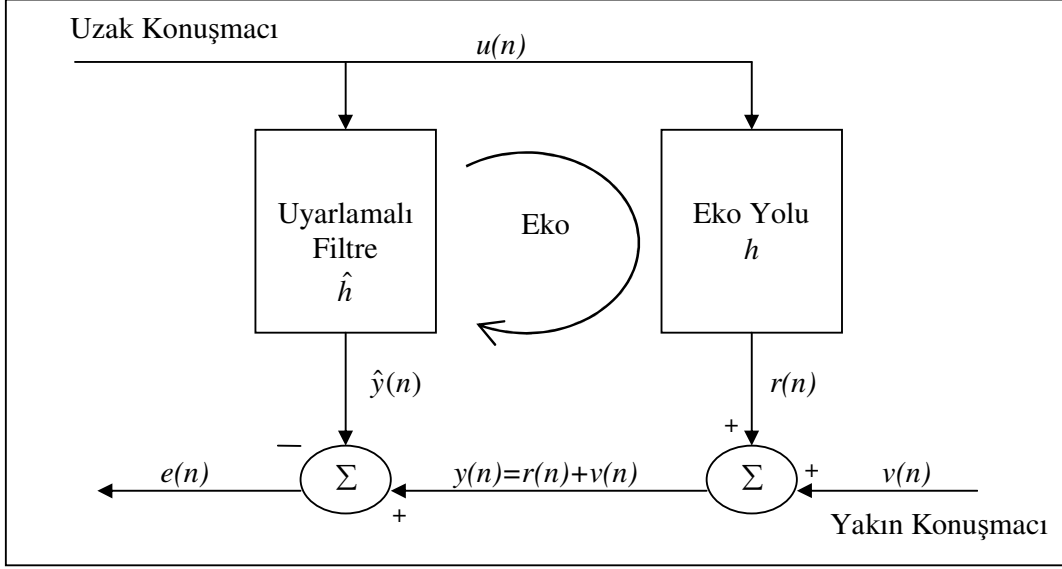 Uzak Konuşmacı
u(n)
Uyarlamalı
Filtre
ĥ
Eko
Eko Yolu
h
ŷ(n)
r(n)
+
—
Σ
Σ
+
e(n)
y(n)=r(n)+v(n)
v(n)
+
Yakın Konuşmacı